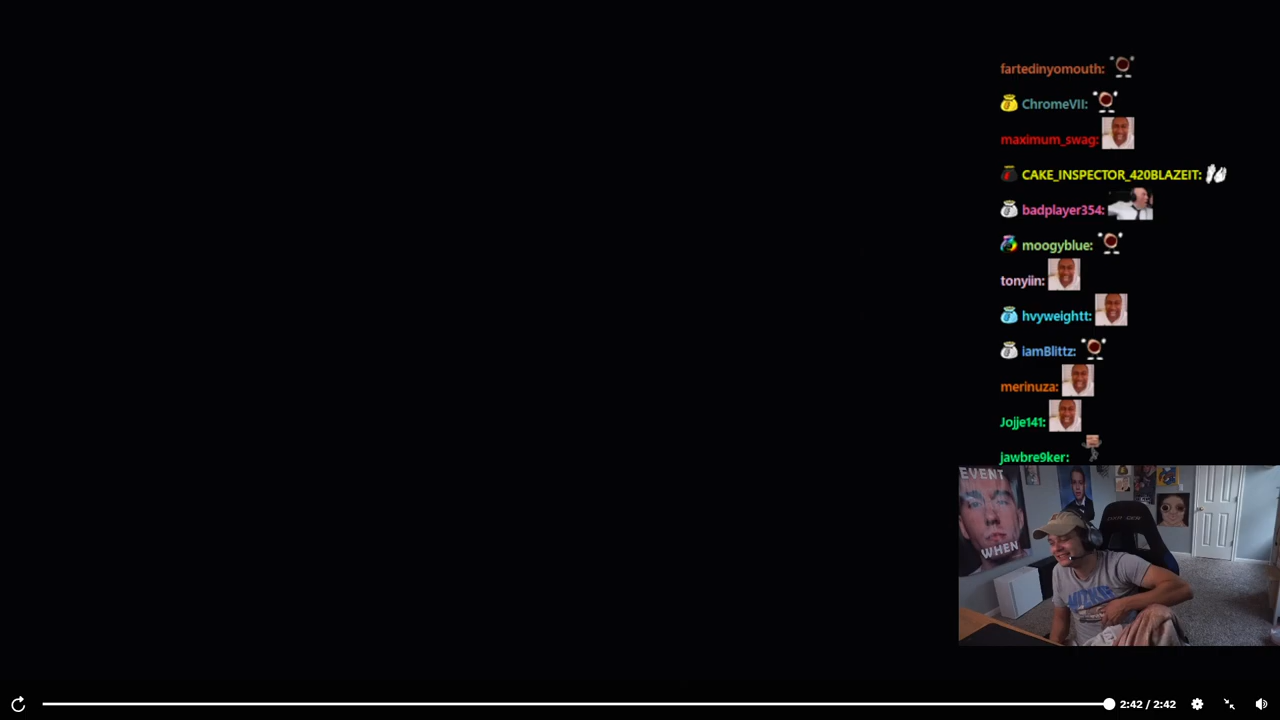 fartedinyomouth:
ChromeVII:
maximum_swag:
CAKE_INSPECTOR_420BLAZEIT:
badplayer354:
moogyblue:
tonyiin:
hvyweightt:
iamBlittz:
merinuza:
Jojje141:
jawbre9ker:
EVENT
WHEN
2:42 / 2:42